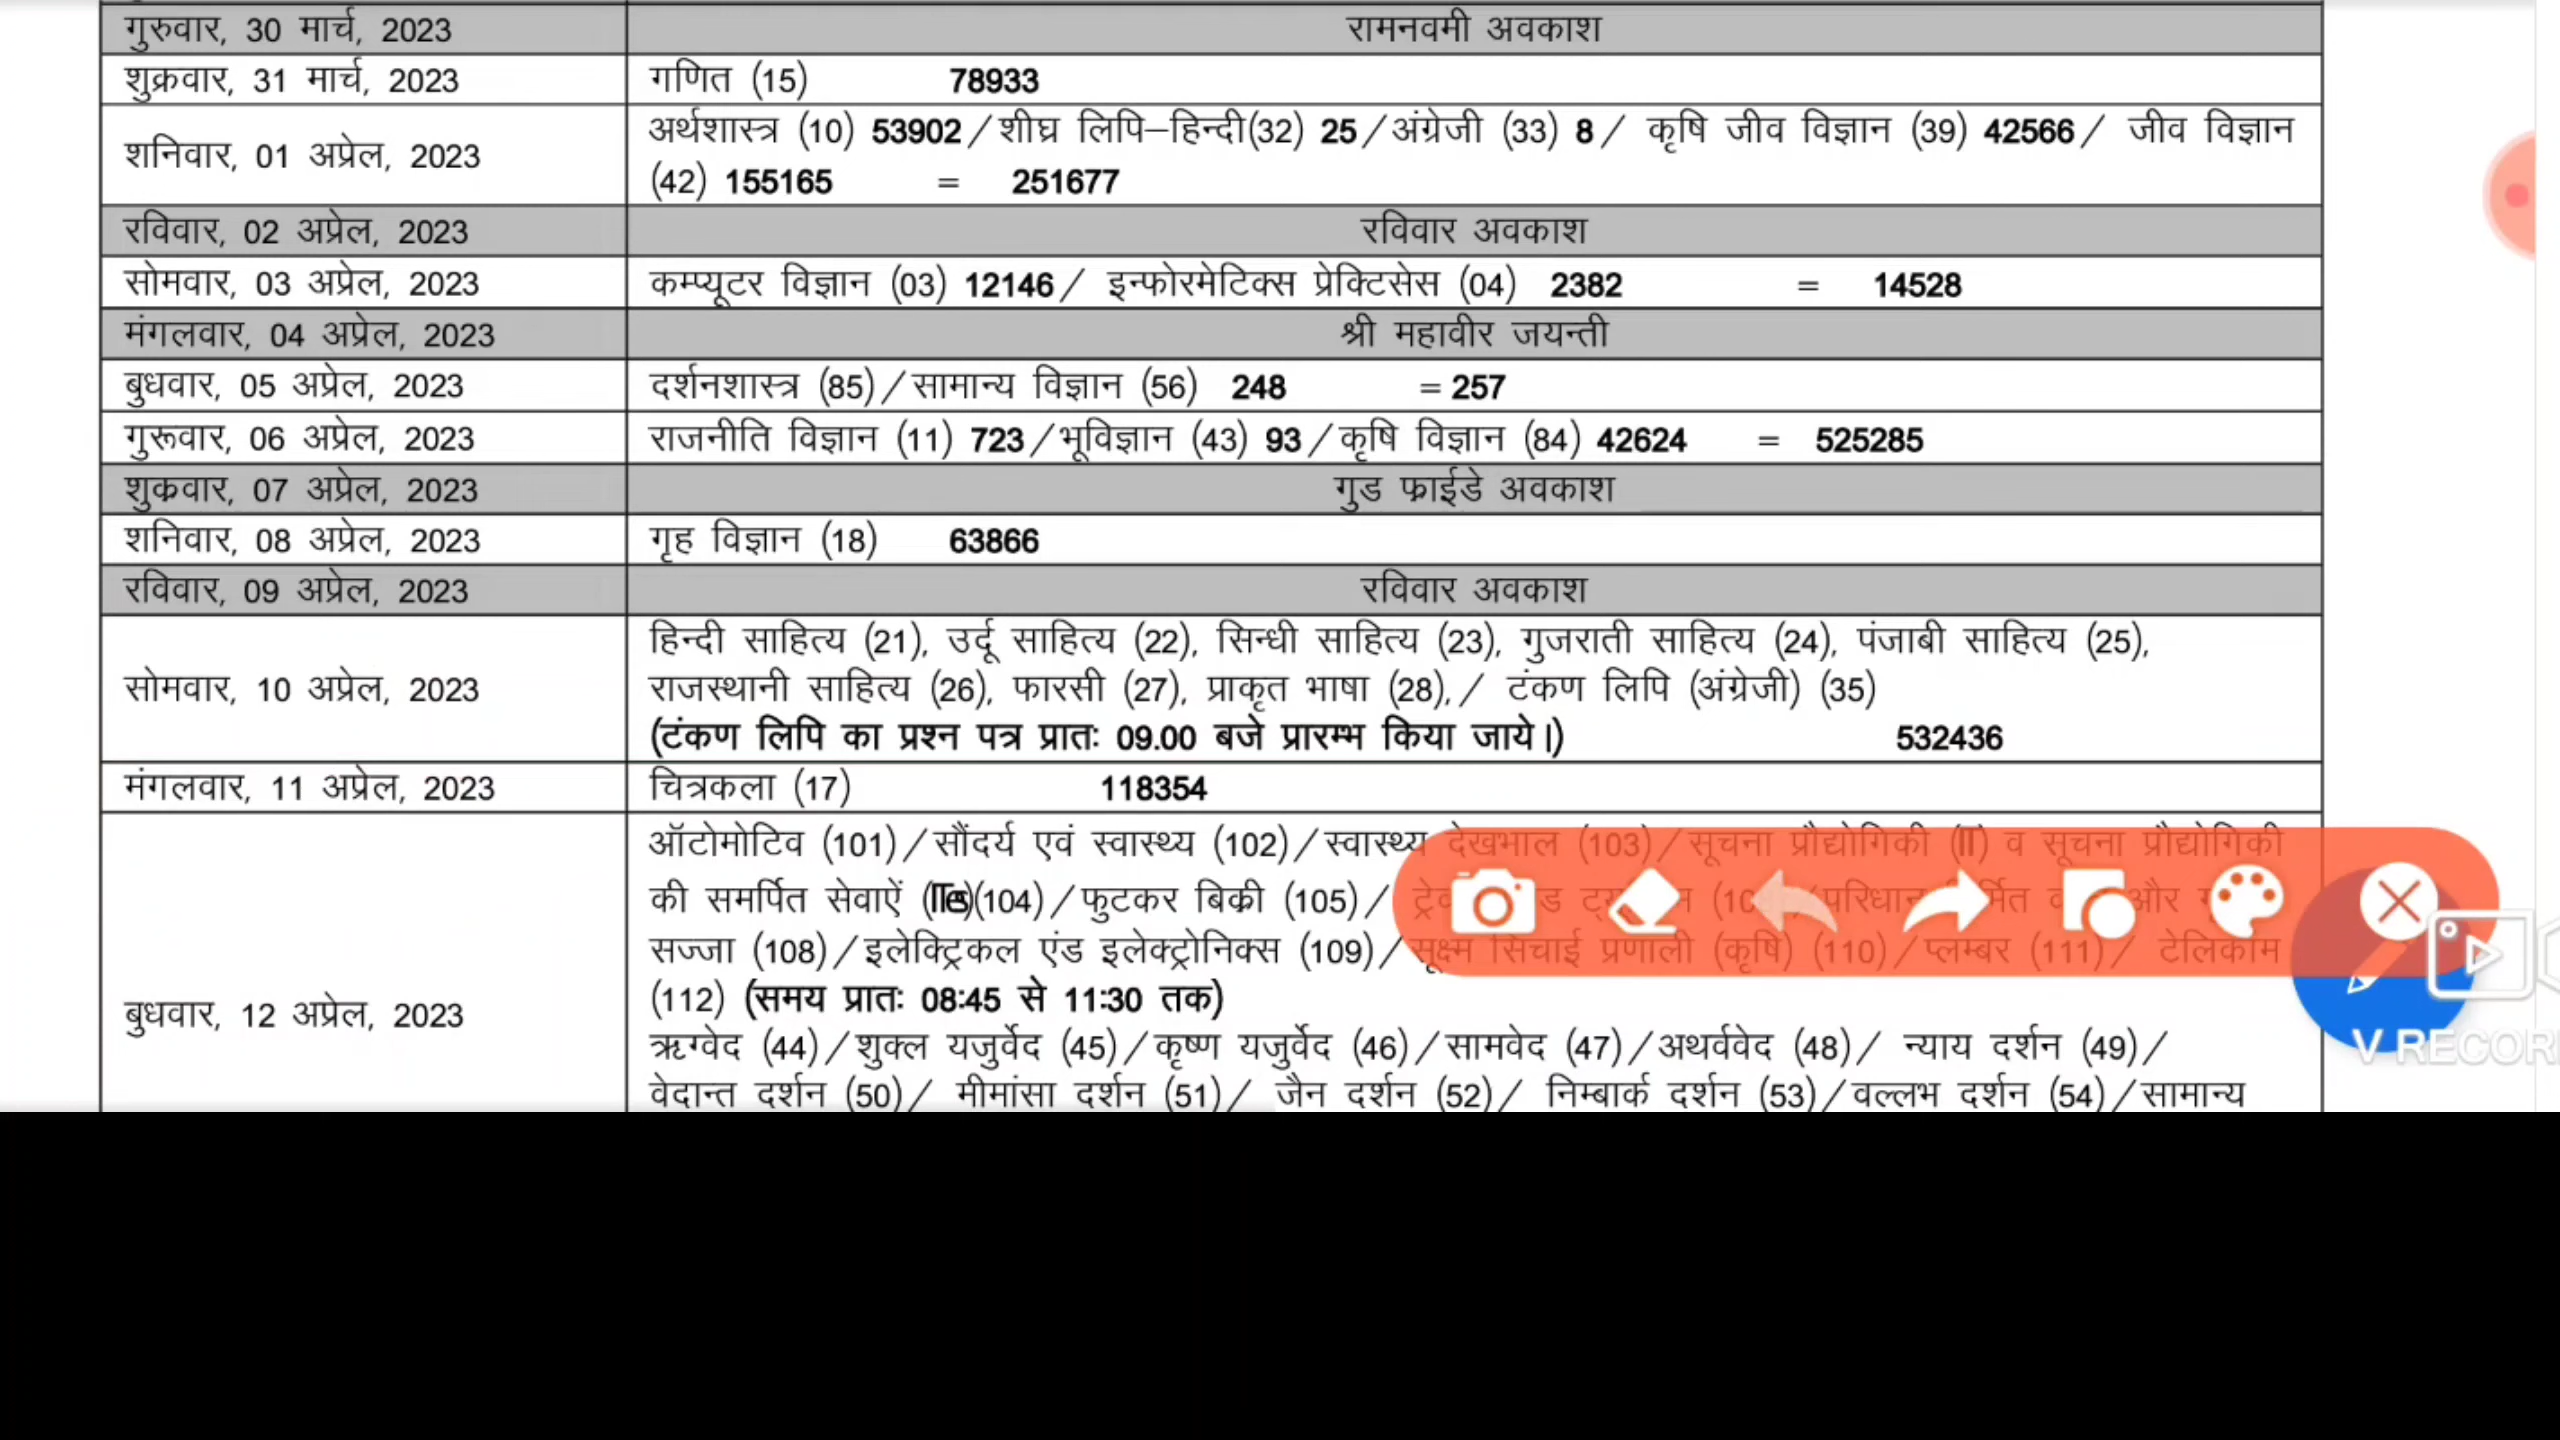 गुरुवार, 30 मार्च, 2023 रामनवमी अवकाश
शुक्रवार, 31 मार्च, 2023 गणित (15) 78933
शनिवार, 01 अप्रेल, 2023 अर्थशास्त्र (10) 53902/शीघ्र लिपि–हिन्दी(32) 25/अंग्रेजी (33) 8/ कृषि जीव विज्ञान (39) 42566/ जीव विज्ञान
(42) 155165 = 251677
रविवार, 02 अप्रेल, 2023 रविवार अवकाश
सोमवार, 03 अप्रेल, 2023 कम्प्यूटर विज्ञान (03) 12146/ इन्फोरमेटिक्स प्रेक्टिसेस (04) 2382 = 14528
मंगलवार, 04 अप्रेल, 2023 श्री महावीर जयन्ती
बुधवार, 05 अप्रेल, 2023 दर्शनशास्त्र (85)/सामान्य विज्ञान (56) 248 = 257
गुरूवार, 06 अप्रेल, 2023 राजनीति विज्ञान (11) 723/भूविज्ञान (43) 93/कृषि विज्ञान (84) 42624 = 525285
शुक्रवार, 07 अप्रेल, 2023 गुड फ्राईडे अवकाश
शनिवार, 08 अप्रेल, 2023 गृह विज्ञान (18) 63866
रविवार, 09 अप्रेल, 2023 रविवार अवकाश
हिन्दी साहित्य (21), उर्दू साहित्य (22), सिन्धी साहित्य (23), गुजराती साहित्य (24), पंजाबी साहित्य (25),
सोमवार, 10 अप्रेल, 2023 राजस्थानी साहित्य (26), फारसी (27), प्राकृत भाषा (28),/ टंकण लिपि (अंग्रेजी) (35)
(टंकण लिपि का प्रश्न पत्र प्रातः 09.00 बजे प्रारम्भ किया जाये।) 532436
मंगलवार, 11 अप्रेल, 2023 चित्रकला (17) 118354
ऑटोमोटिव (101)/सौंदर्य एवं स्वास्थ्य (102)/स्वास्थ्य देखभाल (103)/सूचना प्रौद्योगिकी (IT) व सूचना प्रौद्योगिकी
की समर्पित सेवाऐं (ITes)(104)/फुटकर बिक्री (105)/ परिधान और
सज्जा (108)/इलेक्ट्रिकल एंड इलेक्ट्रोनिक्स (109)/सूक्ष्म सिंचाई प्रणाली (कृषि) (110)/प्लम्बर (111)/ टेलिकॉम
(112) (समय प्रातः 08:45 से 11:30 तक)
बुधवार, 12 अप्रेल, 2023
ऋग्वेद (44)/शुक्ल यजुर्वेद (45)/कृष्ण यजुर्वेद (46)/सामवेद (47)/अथर्ववेद (48)/ न्याय दर्शन (49)/
वेदान्त दर्शन (50)/ मीमांसा दर्शन (51)/ जैन दर्शन (52)/ निम्बार्क दर्शन (53)/वल्लभ दर्शन (54)/सामान्य
V RECOR